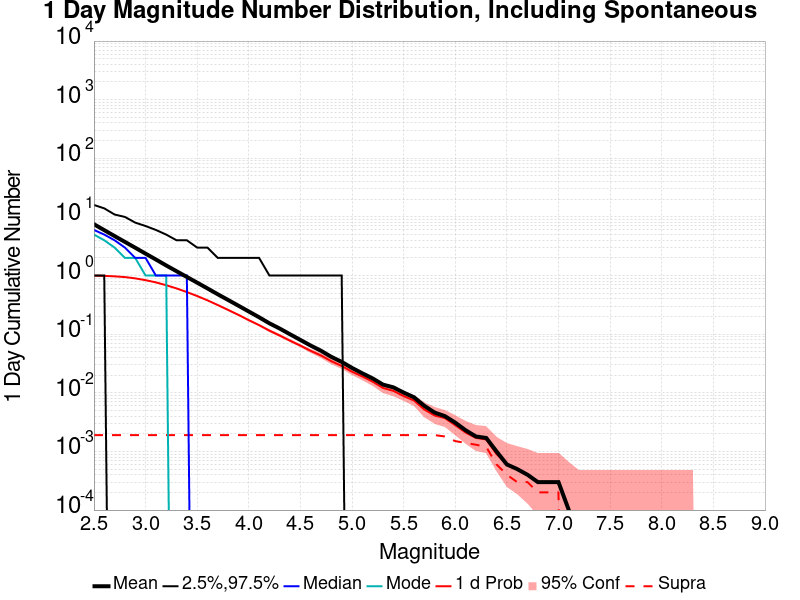 1 Day Magnitude Number Distribution, Including Spontaneous
1 Day Cumulative Number
10^4
10^3
10^2
10^1
10^0
10^-1
10^-2
10^-3
10^-4
2.5 3.0 3.5 4.0 4.5 5.0 5.5 6.0 6.5 7.0 7.5 8.0 8.5 9.0
Magnitude
Mean 2.5%,97.5% Median Mode 1 d Prob 95% Conf Supra